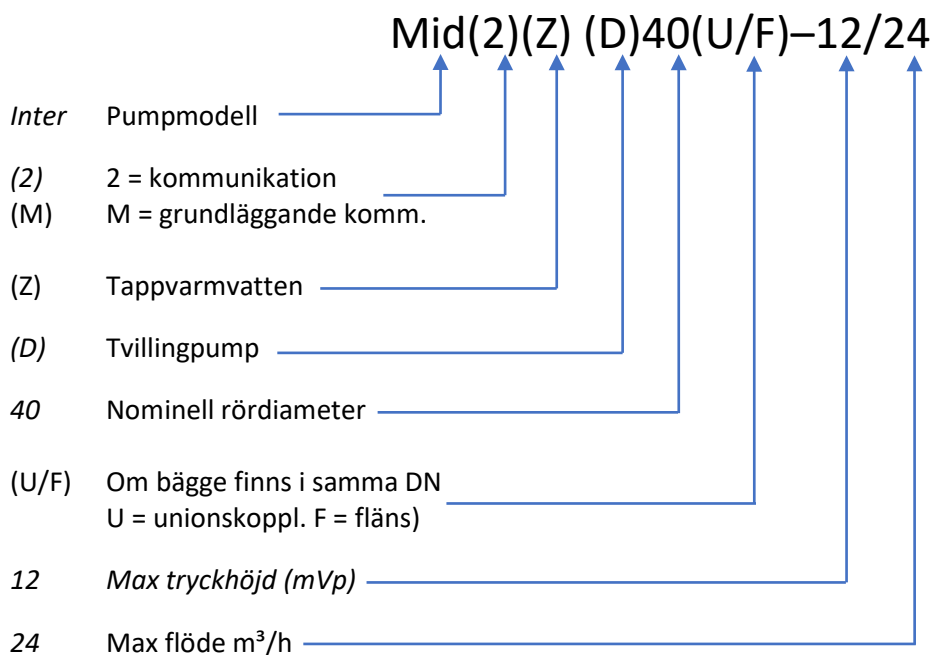 Mid(2)(Z) (D)40(U/F)–12/24
Inter Pumpmodell
(2) 2 = kommunikation
(M) M = grundläggande komm.
(Z) Tappvarmvatten
(D) Tvillingpump
40 Nominell rördiameter
(U/F) Om bägge finns i samma DN
U = unionskoppl. F = fläns)
12 Max tryckhöjd (mVp)
24 Max flöde m³/h